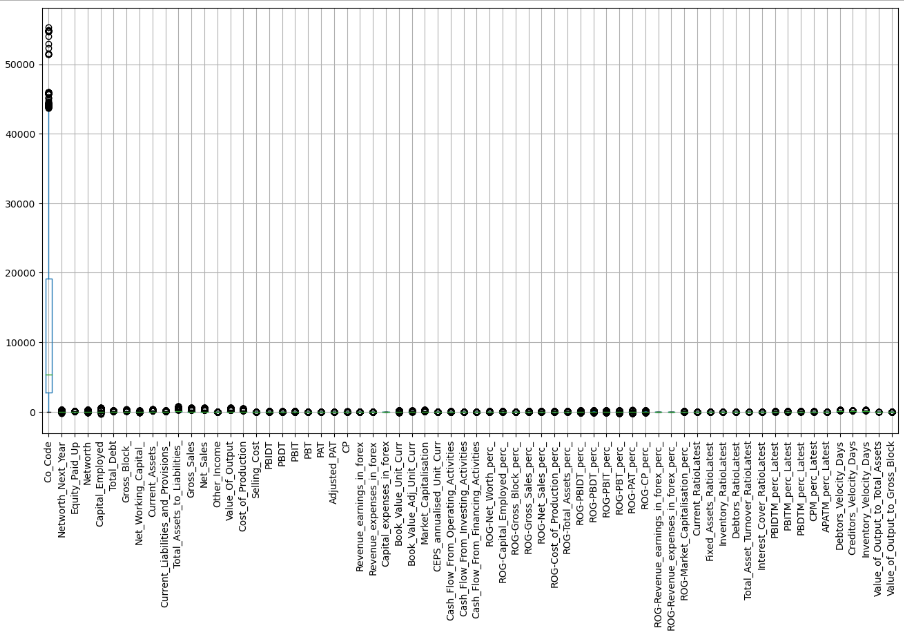 50000
40000
30000
20000
10000
0
Co_Code
Networth_Next_Year
Equity_Paid_Up
Networth
Capital_Employed
Total_Debt
Gross_Block_
Net_Working_Capital_
Current_Assets_
Current_Liabilities_and_Provisions_
Total_Assets_to_Liabilities_
Gross_Sales
Net_Sales
Other_Income
Value_Of_Output
Cost_of_Production
Selling_Cost
PBIDT
PBDT
PBIT
PBT
PAT
Adjusted_PAT
CP
Revenue_earnings_in_forex
Revenue_expenses_in_forex
Capital_expenses_in_forex
Book_Value_Unit_Curr
Book_Value_Adj_Unit_Curr
Market_Capitalisation
CEPS_annualised_Unit_Curr
Cash_Flow_From_Operating_Activities
Cash_Flow_From_Investing_Activities
Cash_Flow_From_Financing_Activities
ROG-Net_Worth_perc_
ROG-Capital_Employed_perc_
ROG-Gross_Block_perc_
ROG-Gross_Sales_perc_
ROG-Net_Sales_perc_
ROG-Cost_of_Production_perc_
ROG-Total_Assets_perc_
ROG-PBIDT_perc_
ROG-PBDT_perc_
ROG-PBIT_perc_
ROG-PBT_perc_
ROG-PAT_perc_
ROG-CP_perc_
ROG-Revenue_earnings_in_forex_perc_
ROG-Revenue_expenses_in_forex_perc_
ROG-Market_Capitalisation_perc_
Current_RatioLatest
Fixed_Assets_RatioLatest
Inventory_RatioLatest
Debtors_RatioLatest
Total_Asset_Turnover_RatioLatest
Interest_Cover_RatioLatest
PBIDTM_perc_Latest
PBITM_perc_Latest
PBDTM_perc_Latest
CPM_perc_Latest
APATM_perc_Latest
Debtors_Velocity_Days
Creditors_Velocity_Days
Inventory_Velocity_Days
Value_of_Output_to_Total_Assets
Value_of_Output_to_Gross_Block